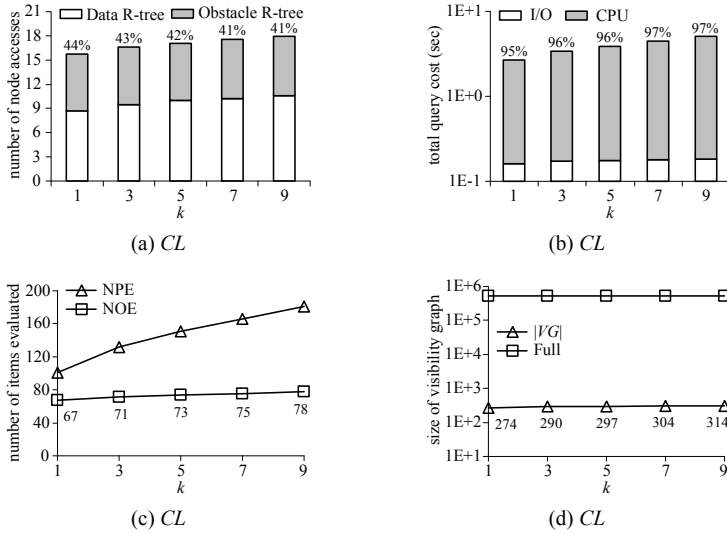 Data R-tree Obstacle R-tree
number of node accesses
21
18
15
12
9
6
3
0
44% 43% 42% 41% 41%
1 3 5 7 9
k
(a) CL
I/O CPU
total query cost (sec)
1E+1
1E+0
1E-1
95% 96% 96% 97% 97%
1 3 5 7 9
k
(b) CL
NPE
NOE
number of items evaluated
200
160
120
80
40
0
67 71 73 75 78
1 3 5 7 9
k
(c) CL
|VG|
Full
size of visibility graph
1E+6
1E+5
1E+4
1E+3
1E+2
1E+1
274 290 297 304 314
1 3 5 7 9
k
(d) CL